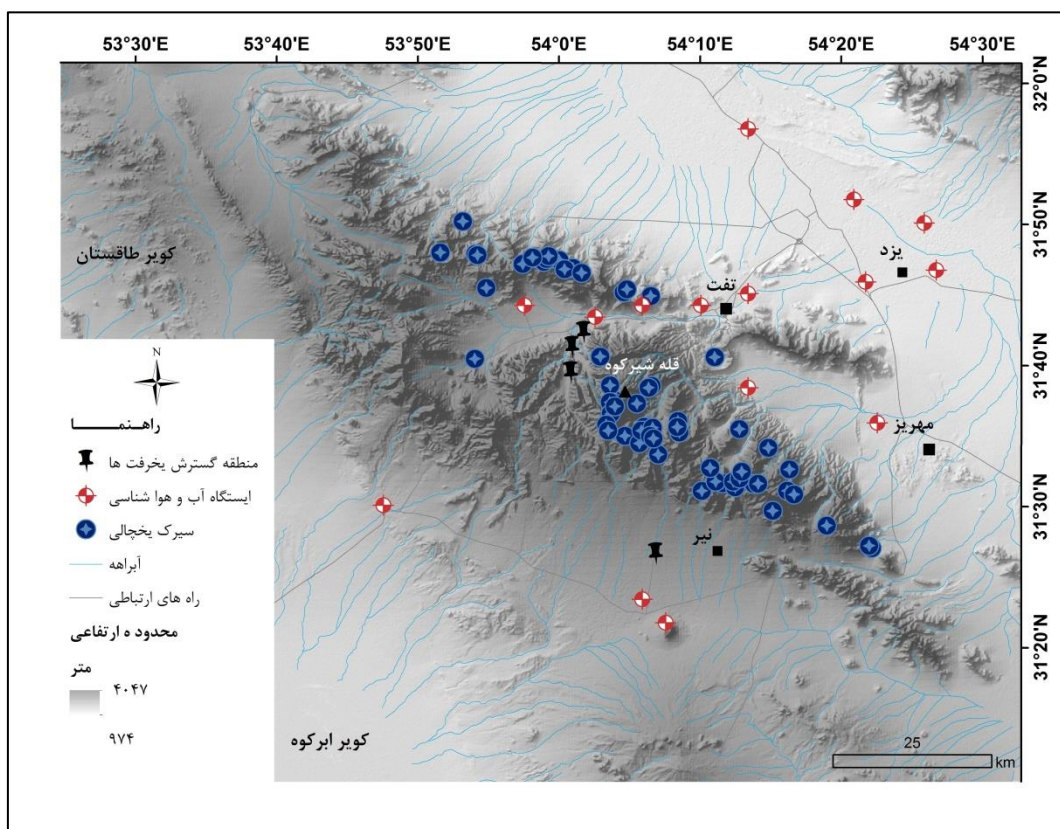 53°30'E 53°40'E 53°50'E 54°0'E 54°10'E 54°20'E 54°30'E
32°0'N
31°50'N
31°40'N
31°30'N
31°20'N
کویر طاقستان
یزد
تفت
قله شیرکوه
مهریز
نیر
کویر ابرکوه
N
راهنمـــــا
منطقه گسترش یخرفت ها
ایستگاه آب و هوا شناسی
سیرک یخچالی
آبراهه
راه های ارتباطی
محدود ه ارتفاعی
متر
۴۰۴۷
۹۷۴
25
km